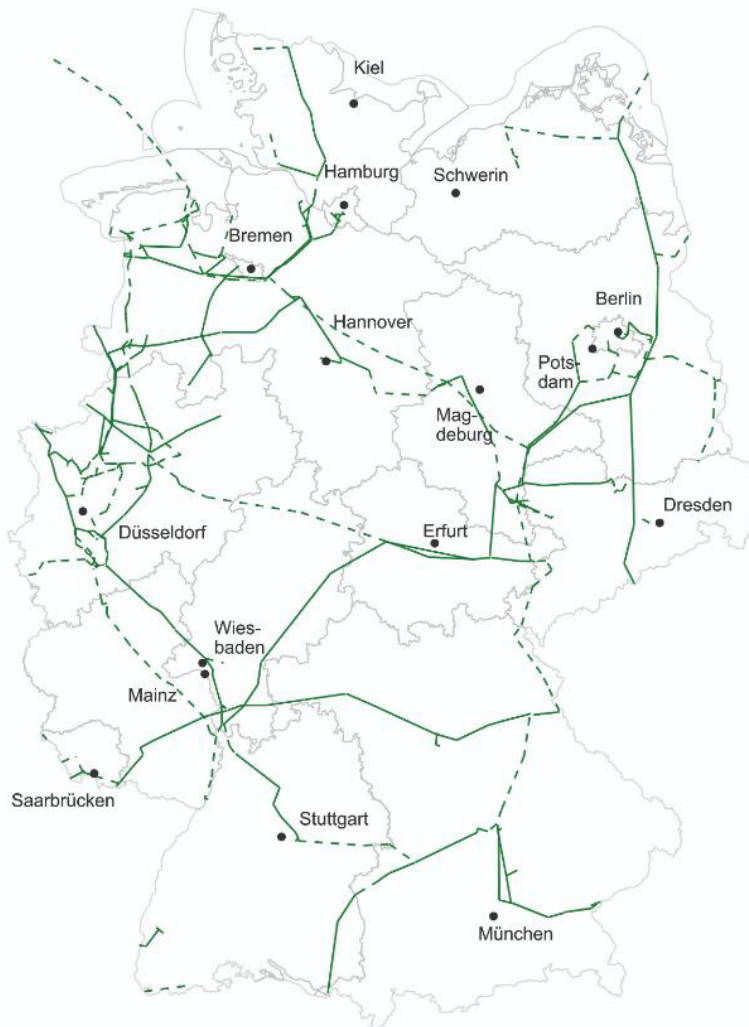 Kiel
Hamburg
Schwerin
Bremen
Berlin
Hannover
Pots-
dam
Mag-
deburg
Dresden
Düsseldorf
Erfurt
Wies-
baden
Mainz
Saarbrücken
Stuttgart
München